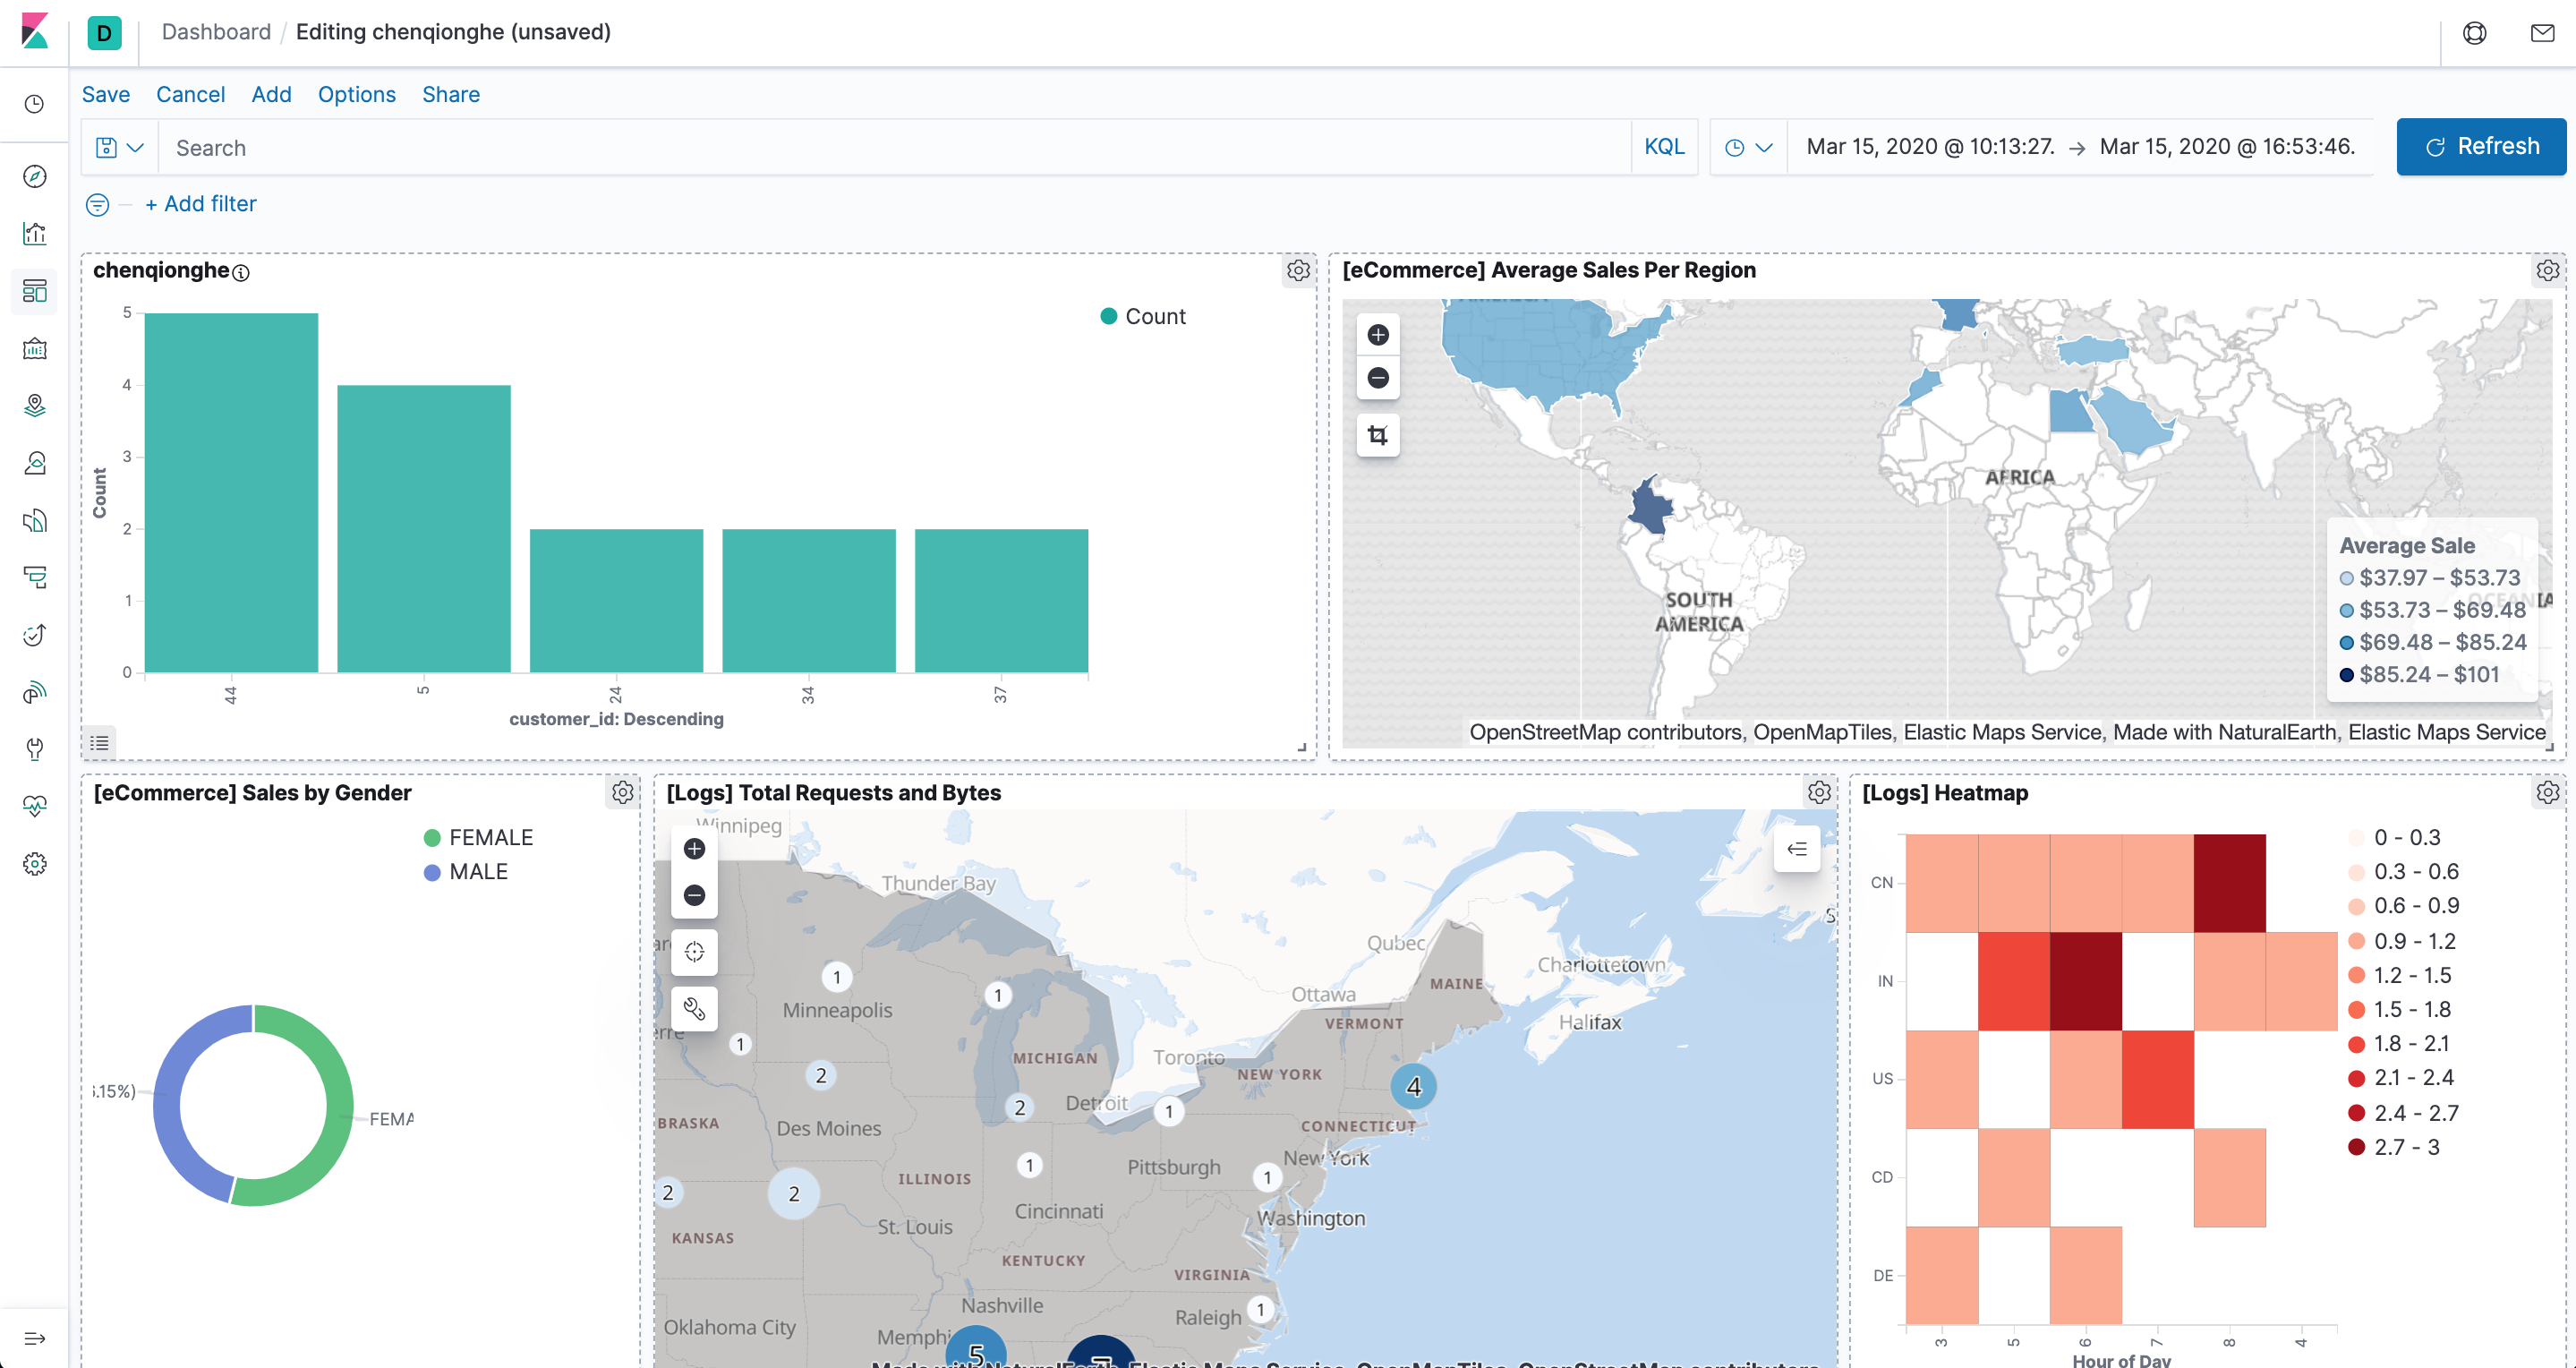 D Dashboard / Editing chenqionghe (unsaved)
Save Cancel Add Options Share
Search KQL Mar 15, 2020 @ 10:13:27. → Mar 15, 2020 @ 16:53:46. Refresh
+ Add filter
chenqionghe
Count
5
4
3
2
1
0
Count
44 5 24 34 37
customer_id: Descending
[eCommerce] Average Sales Per Region
AFRICA
SOUTH
AMERICA
Average Sale
$37.97 – $53.73
$53.73 – $69.48
$69.48 – $85.24
$85.24 – $101
OpenStreetMap contributors, OpenMapTiles, Elastic Maps Service, Made with NaturalEarth, Elastic Maps Service
[eCommerce] Sales by Gender
FEMALE
MALE
.15%)
FEMA
[Logs] Total Requests and Bytes
Winnipeg
Thunder Bay
Qubec
Charlottetown
MAINE
1
1
Ottawa
Minneapolis
VERMONT
Halifax
1
MICHIGAN
Toronto
NEW YORK
2
4
2
Detroit
1
BRASKA
Des Moines
CONNECTICUT
New York
1
Pittsburgh
1
ILLINOIS
2
2
Cincinnati
Washington
St. Louis
KANSAS
KENTUCKY
VIRGINIA
Nashville
Raleigh
1
Oklahoma City
Memphi
5
Made with NaturalEarth, Elastic Maps Service, OpenMapTiles, OpenStreetMap contributors
[Logs] Heatmap
CN
IN
US
CD
DE
3 5 6 7 8 4
Hour of Day
0 - 0.3
0.3 - 0.6
0.6 - 0.9
0.9 - 1.2
1.2 - 1.5
1.5 - 1.8
1.8 - 2.1
2.1 - 2.4
2.4 - 2.7
2.7 - 3